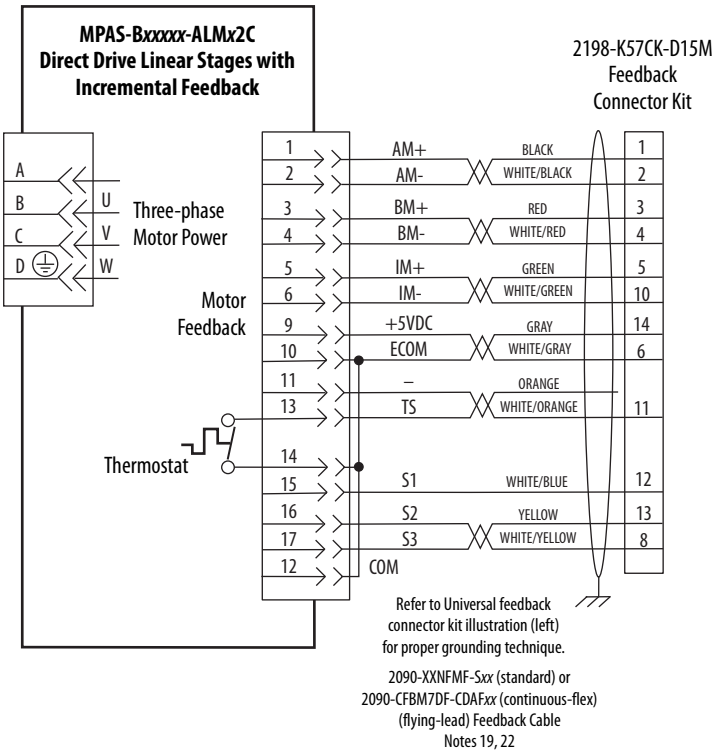 MPAS-Bxxxxx-ALMx2C
Direct Drive Linear Stages with
Incremental Feedback
2198-K57CK-D15M
Feedback
Connector Kit
A
B
C
D
U
V
W
Three-phase
Motor Power
Motor
Feedback
Thermostat
1 AM+ BLACK 1
2 AM- WHITE/BLACK 2
3 BM+ RED 3
4 BM- WHITE/RED 4
5 IM+ GREEN 5
6 IM- WHITE/GREEN 10
9 +5VDC GRAY 14
10 ECOM WHITE/GRAY 6
11 – ORANGE
13 TS WHITE/ORANGE 11
14
15 S1 WHITE/BLUE 12
16 S2 YELLOW 13
17 S3 WHITE/YELLOW 8
12 COM
Refer to Universal feedback
connector kit illustration (left)
for proper grounding technique.
2090-XXNFMF-Sxx (standard) or
2090-CFBM7DF-CDAFxx (continuous-flex)
(flying-lead) Feedback Cable
Notes 19, 22